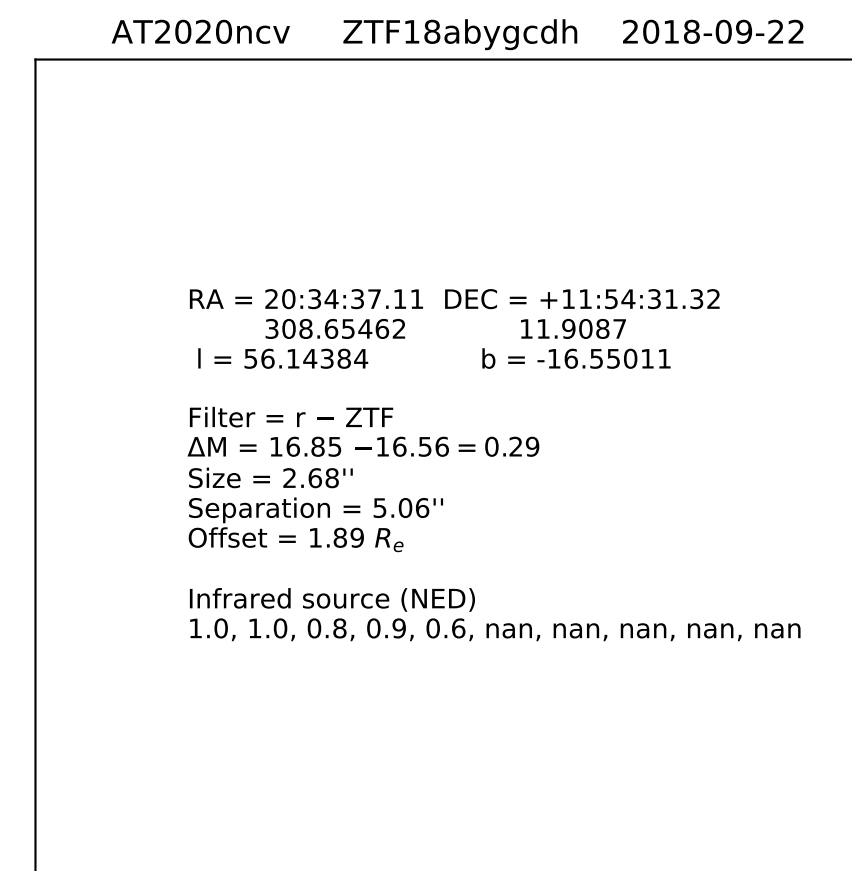 AT2020ncv ZTF18abygcdh 2018-09-22
RA = 20:34:37.11 DEC = +11:54:31.32
308.65462 11.9087
l = 56.14384 b = -16.55011
Filter = r − ZTF
ΔM = 16.85 −16.56 = 0.29
Size = 2.68''
Separation = 5.06''
Offset = 1.89 Re
Infrared source (NED)
1.0, 1.0, 0.8, 0.9, 0.6, nan, nan, nan, nan, nan